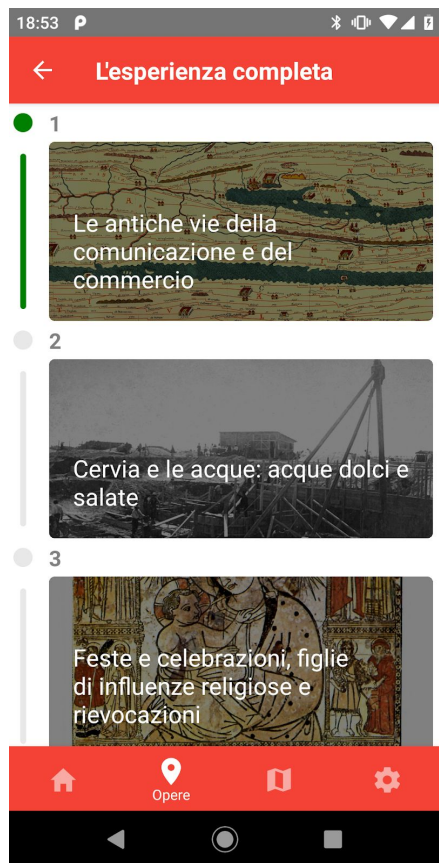 18:53
L'esperienza completa
1
Le antiche vie della
comunicazione e del
commercio
2
Cervia e le acque: acque dolci e
salate
3
Feste e celebrazioni, figlie
di influenze religiose e
rievocazioni
Opere